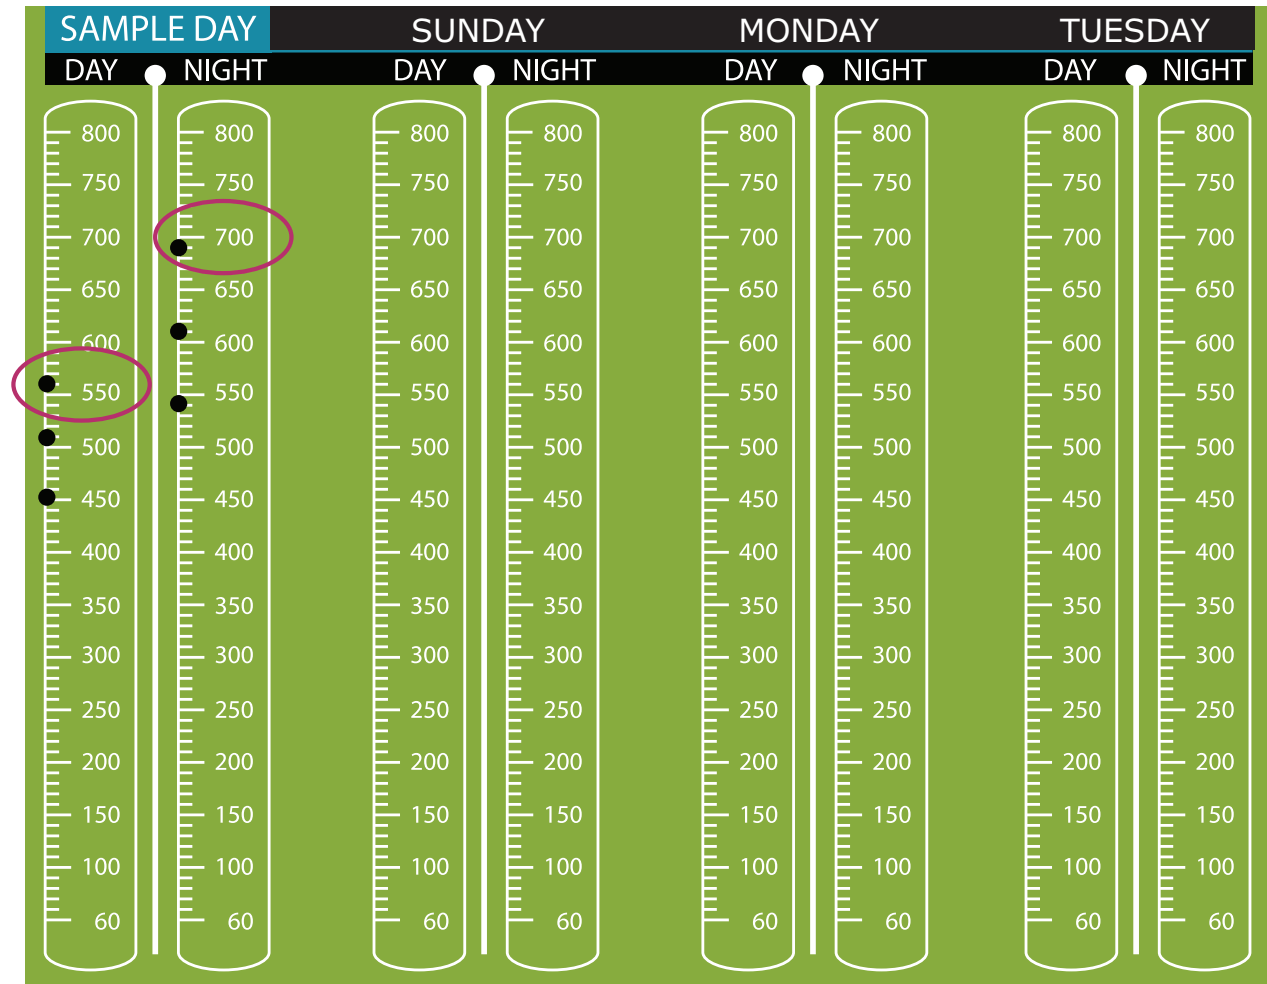 SAMPLE DAY SUNDAY MONDAY TUESDAY
DAY NIGHT DAY NIGHT DAY NIGHT DAY NIGHT
800 800 800 800 800 800 800 800
750 750 750 750 750 750 750 750
700 700 700 700 700 700 700 700
650 650 650 650 650 650 650 650
600 600 600 600 600 600 600 600
550 550 550 550 550 550 550 550
500 500 500 500 500 500 500 500
450 450 450 450 450 450 450 450
400 400 400 400 400 400 400 400
350 350 350 350 350 350 350 350
300 300 300 300 300 300 300 300
250 250 250 250 250 250 250 250
200 200 200 200 200 200 200 200
150 150 150 150 150 150 150 150
100 100 100 100 100 100 100 100
60 60 60 60 60 60 60 60